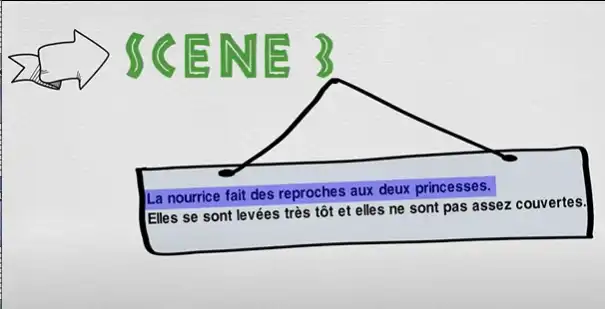 SCENE 3
La nourrice fait des reproches aux deux princesses.
Elles se sont levées très tôt et elles ne sont pas assez couvertes.